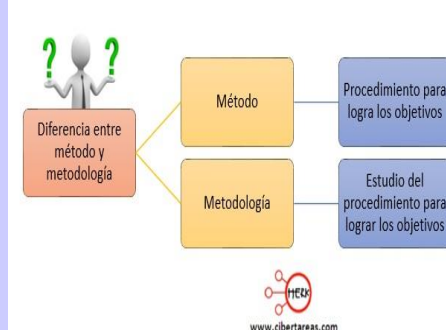 ? ?
Diferencia entre
método y
metodología
Método
Procedimiento para
logra los objetivos
Metodología
Estudio del
procedimiento para
lograr los objetivos
MERK
www.cibertareas.com